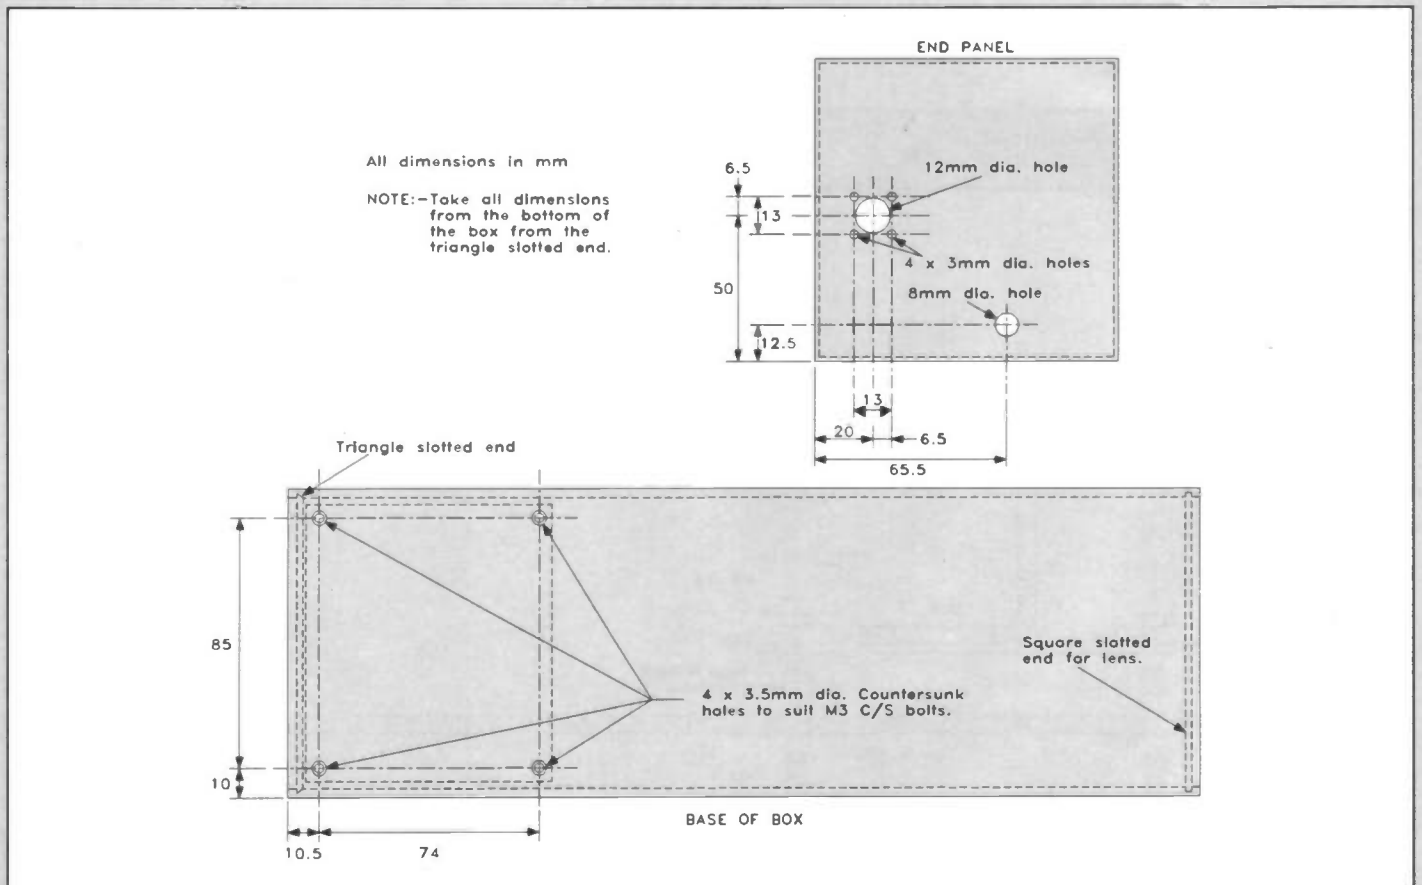 END PANEL
All dimensions in mm
NOTE:-Take all dimensions
from the bottom of
the box from the
triangle slotted end.
6.5
12mm dia. hole
13
4 x 3mm dia. holes
50
8mm dia. hole
12.5
13
20
6.5
65.5
Triangle slotted end
85
Square slotted
end for lens.
4 x 3.5mm dia. Countersunk
holes to suit M3 C/S bolts.
10
BASE OF BOX
10.5
74